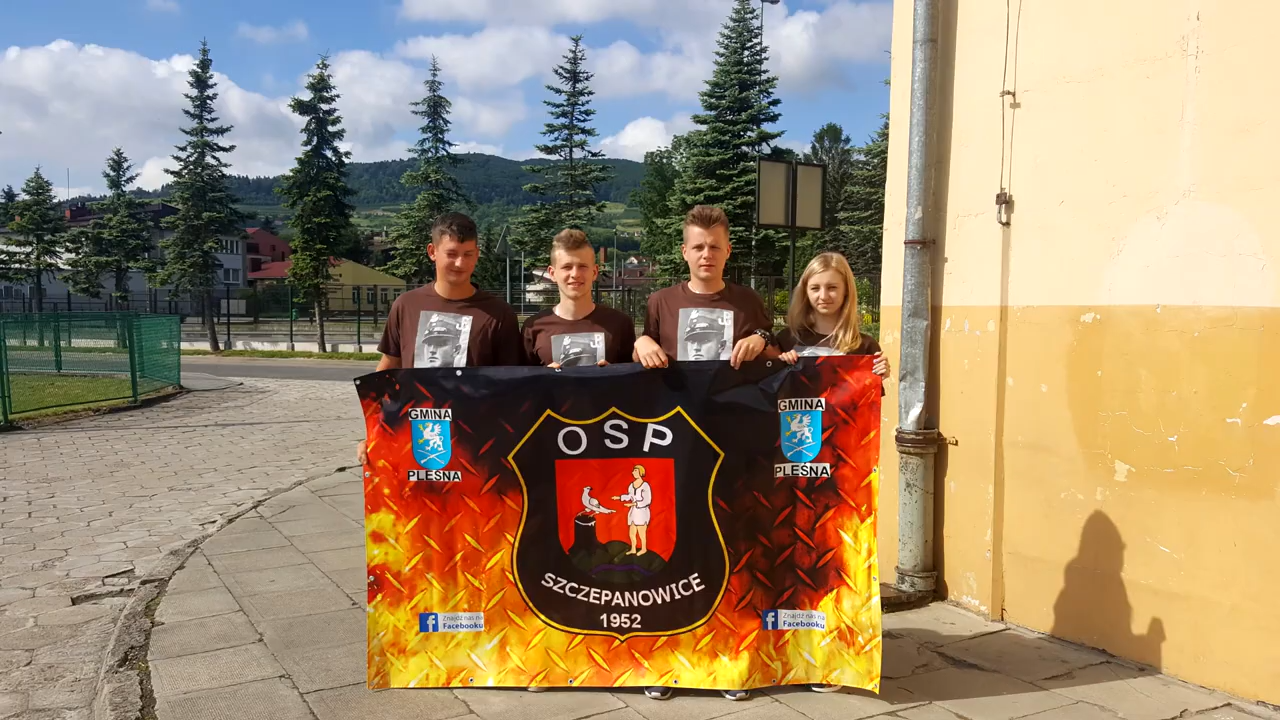 GMINA
PLEŚNA
OSP
SZCZEPANOWICE
1952
GMINA
PLEŚNA
Znajdź nas na
Facebooku
Znajdź nas na
Facebooku